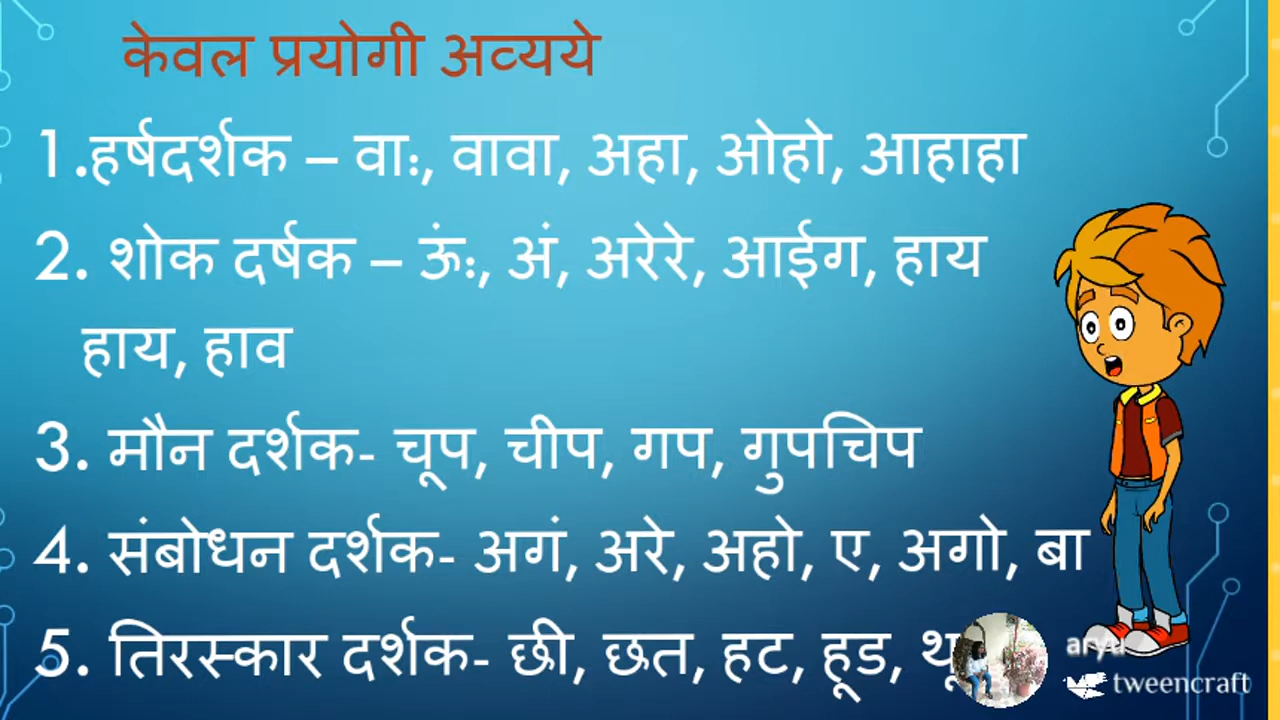 केवल प्रयोगी अव्यये
1.हर्षदर्शक – वाः, वावा, अहा, ओहो, आहाहा
2. शोक दर्षक – ऊंः, अं, अरेरे, आईग, हाय
हाय, हाव
3. मौन दर्शक- चूप, चीप, गप, गुपचिप
4. संबोधन दर्शक- अगं, अरे, अहो, ए, अगो, बा
5. तिरस्कार दर्शक- छी, छत, हट, हूड, थू
tweencraft